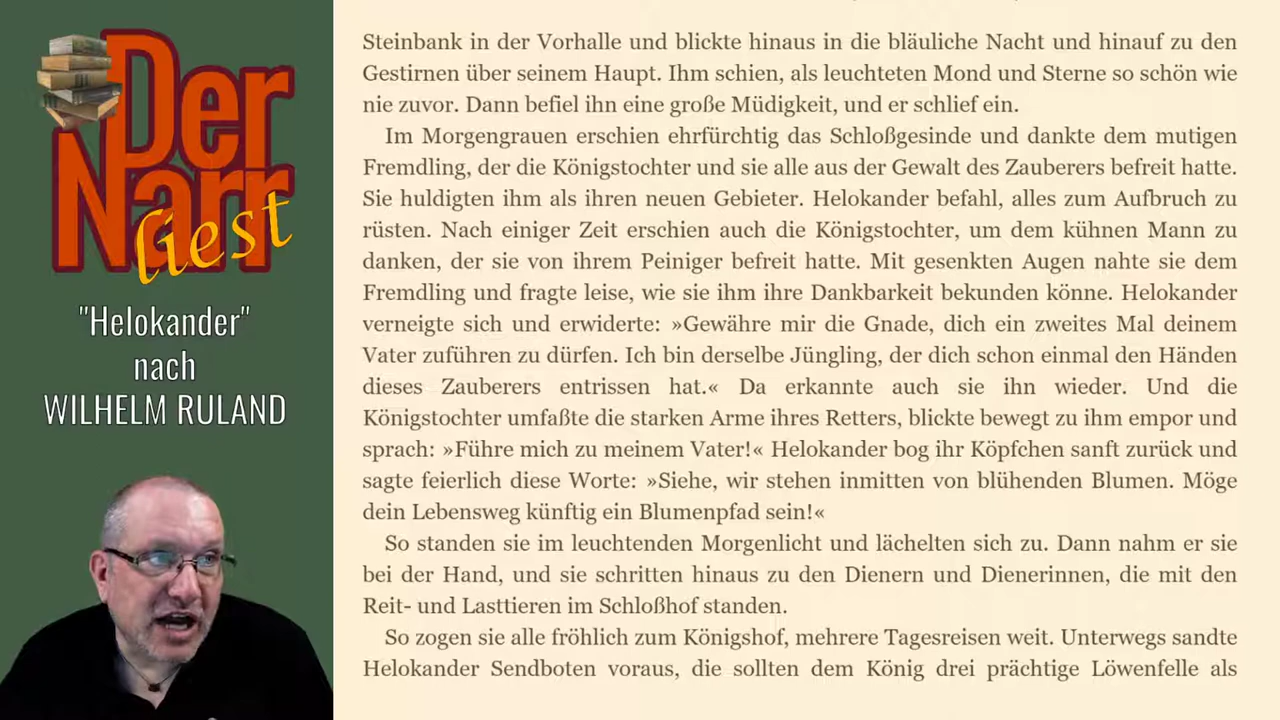 Der
Narr
liest
"Helokander"
nach
WILHELM RULAND
Steinbank in der Vorhalle und blickte hinaus in die bläuliche Nacht und hinauf zu den
Gestirnen über seinem Haupt. Ihm schien, als leuchteten Mond und Sterne so schön wie
nie zuvor. Dann befiel ihn eine große Müdigkeit, und er schlief ein.
Im Morgengrauen erschien ehrfürchtig das Schloßgesinde und dankte dem mutigen
Fremdling, der die Königstochter und sie alle aus der Gewalt des Zauberers befreit hatte.
Sie huldigten ihm als ihren neuen Gebieter. Helokander befahl, alles zum Aufbruch zu
rüsten. Nach einiger Zeit erschien auch die Königstochter, um dem kühnen Mann zu
danken, der sie von ihrem Peiniger befreit hatte. Mit gesenkten Augen nahte sie dem
Fremdling und fragte leise, wie sie ihm ihre Dankbarkeit bekunden könne. Helokander
verneigte sich und erwiderte: »Gewähre mir die Gnade, dich ein zweites Mal deinem
Vater zuführen zu dürfen. Ich bin derselbe Jüngling, der dich schon einmal den Händen
dieses Zauberers entrissen hat.« Da erkannte auch sie ihn wieder. Und die
Königstochter umfaßte die starken Arme ihres Retters, blickte bewegt zu ihm empor und
sprach: »Führe mich zu meinem Vater!« Helokander bog ihr Köpfchen sanft zurück und
sagte feierlich diese Worte: »Siehe, wir stehen inmitten von blühenden Blumen. Möge
dein Lebensweg künftig ein Blumenpfad sein!«
So standen sie im leuchtenden Morgenlicht und lächelten sich zu. Dann nahm er sie
bei der Hand, und sie schritten hinaus zu den Dienern und Dienerinnen, die mit den
Reit- und Lasttieren im Schloßhof standen.
So zogen sie alle fröhlich zum Königshof, mehrere Tagesreisen weit. Unterwegs sandte
Helokander Sendboten voraus, die sollten dem König drei prächtige Löwenfelle als